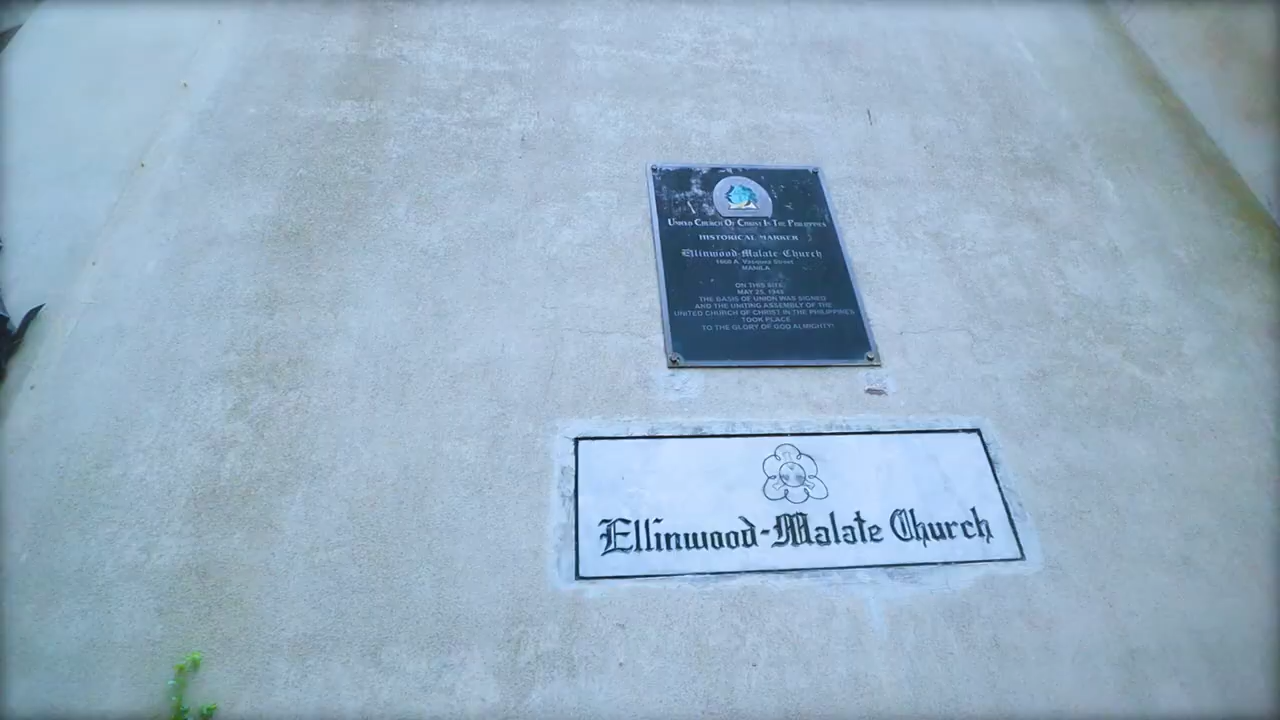 United Church Of Christ In The Philippines
HISTORICAL MARKER
Ellinwood-Malate Church
1660 A. Vasquez Street
MANILA
ON THIS SITE
MAY 25, 1948
THE BASIS OF UNION WAS SIGNED
AND THE UNITING ASSEMBLY OF THE
UNITED CHURCH OF CHRIST IN THE PHILIPPINES
TOOK PLACE
TO THE GLORY OF GOD ALMIGHTY!
Ellinwood-Malate Church